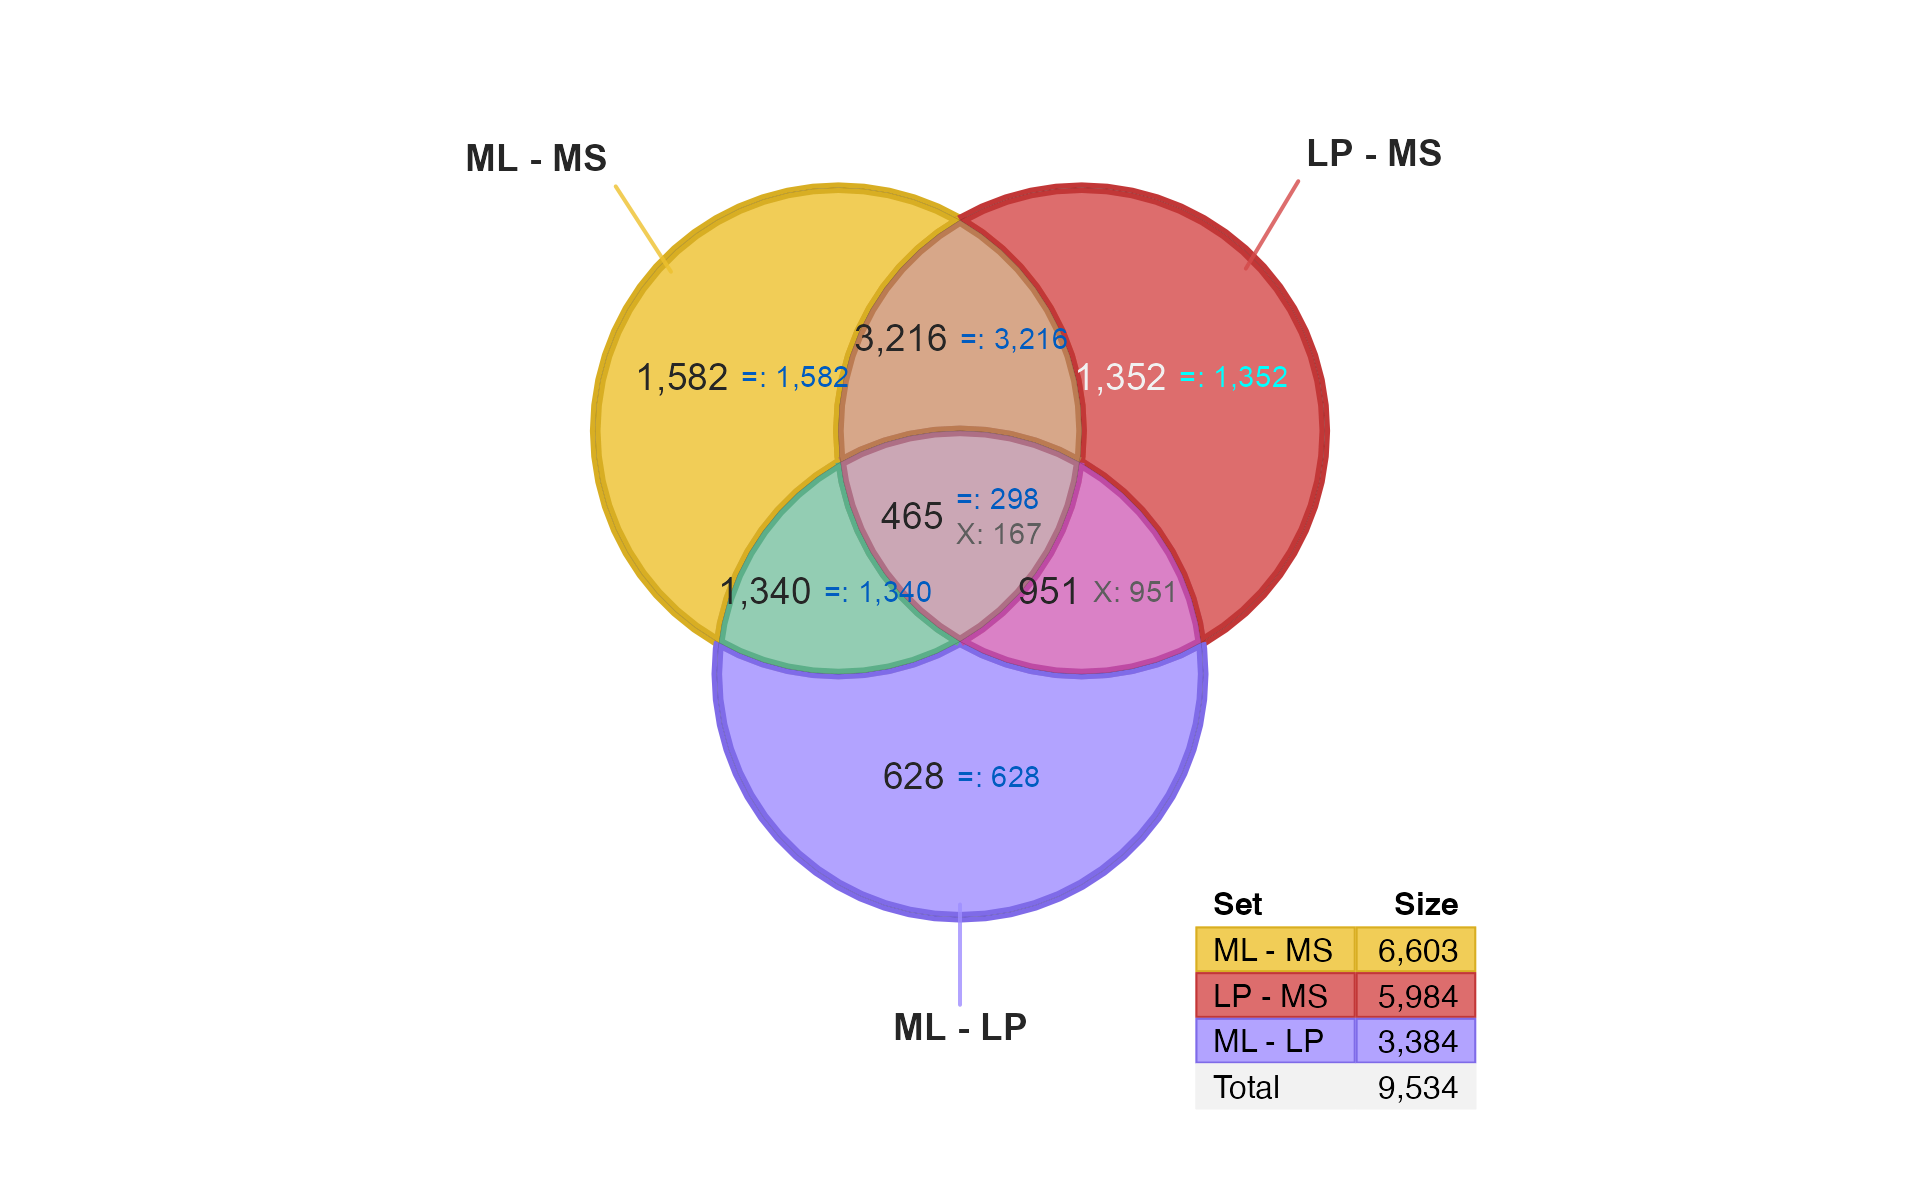 ML - MS
LP - MS
3,216 =: 3,216
1,582 =: 1,582
1,352 =: 1,352
465 =: 298
X: 167
1,340 =: 1,340
951 X: 951
628 =: 628
ML - LP
Set Size
ML - MS 6,603
LP - MS 5,984
ML - LP 3,384
Total 9,534